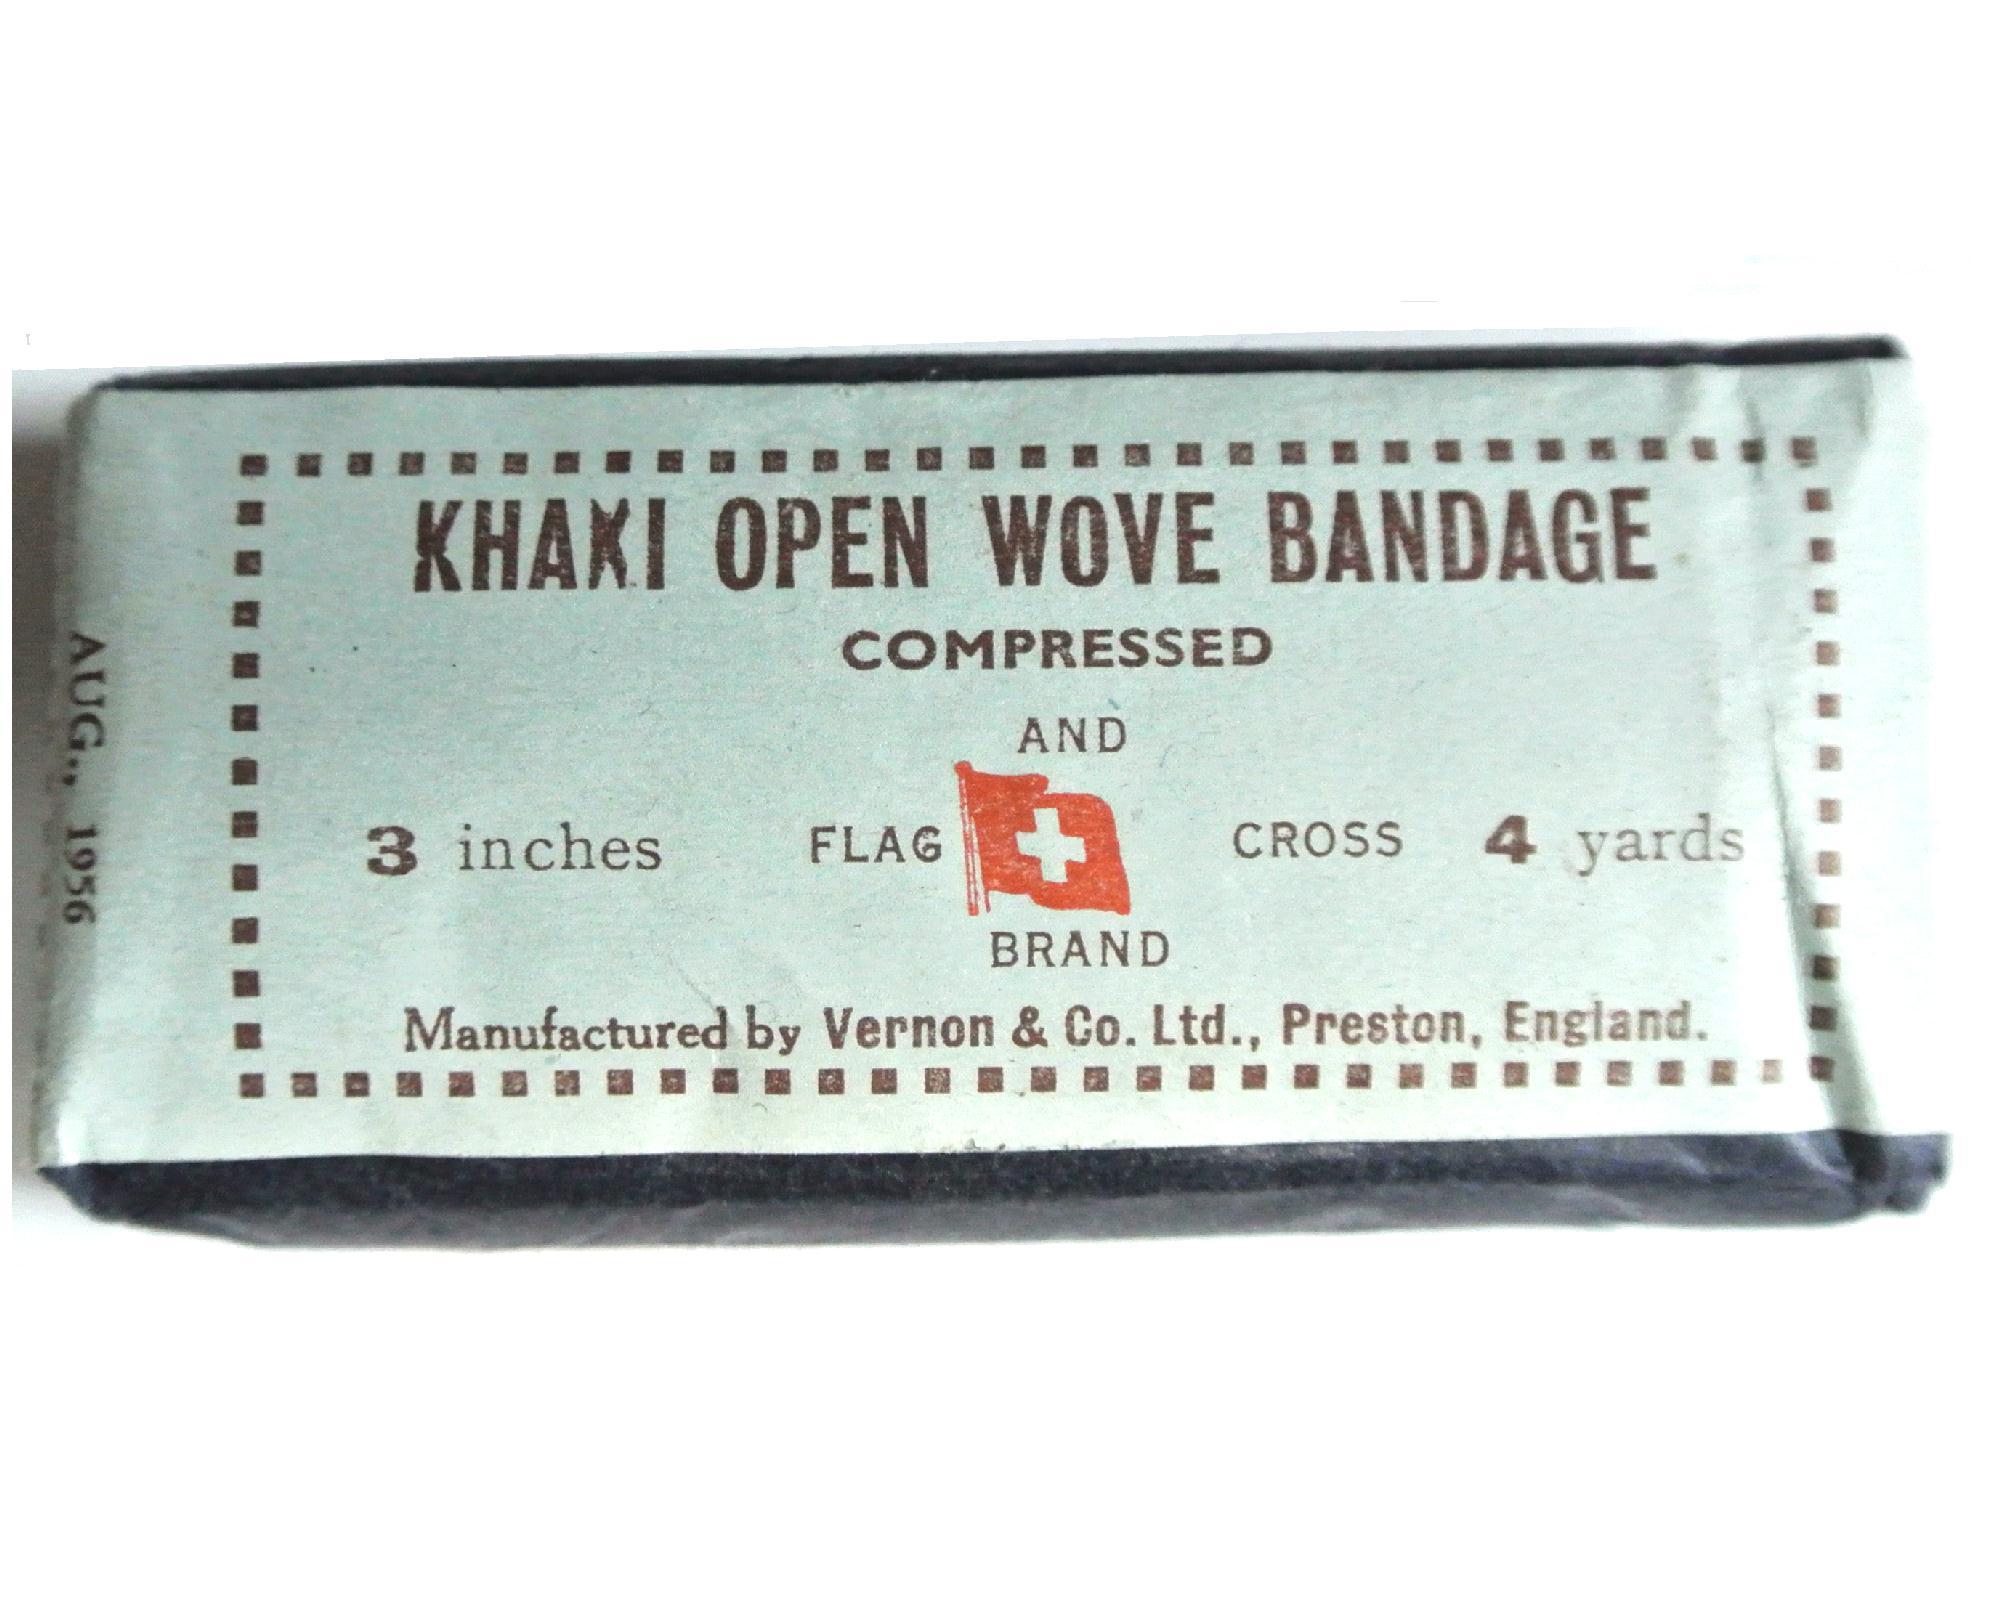 KHAKI OPEN WOVE BANDAGE
COMPRESSED
AND
3 inches FLAG CROSS 4 yards
BRAND
Manufactured by Vernon & Co. Ltd., Preston, England.
AUG., 1956